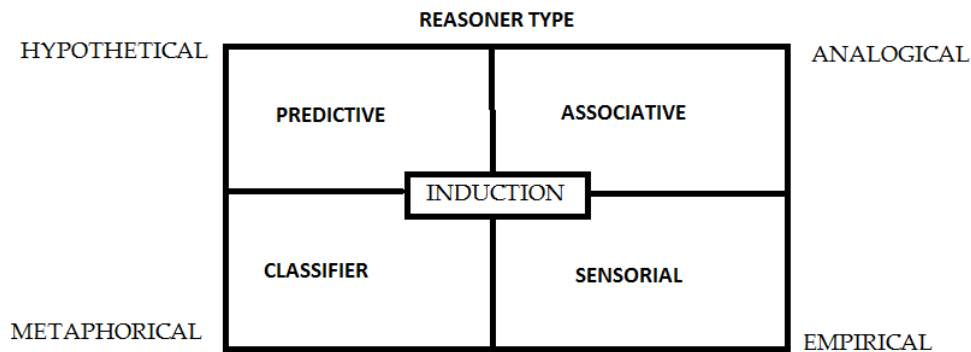 REASONER TYPE
HYPOTHETICAL
ANALOGICAL
PREDICTIVE
ASSOCIATIVE
INDUCTION
CLASSIFIER
SENSORIAL
METAPHORICAL
EMPIRICAL